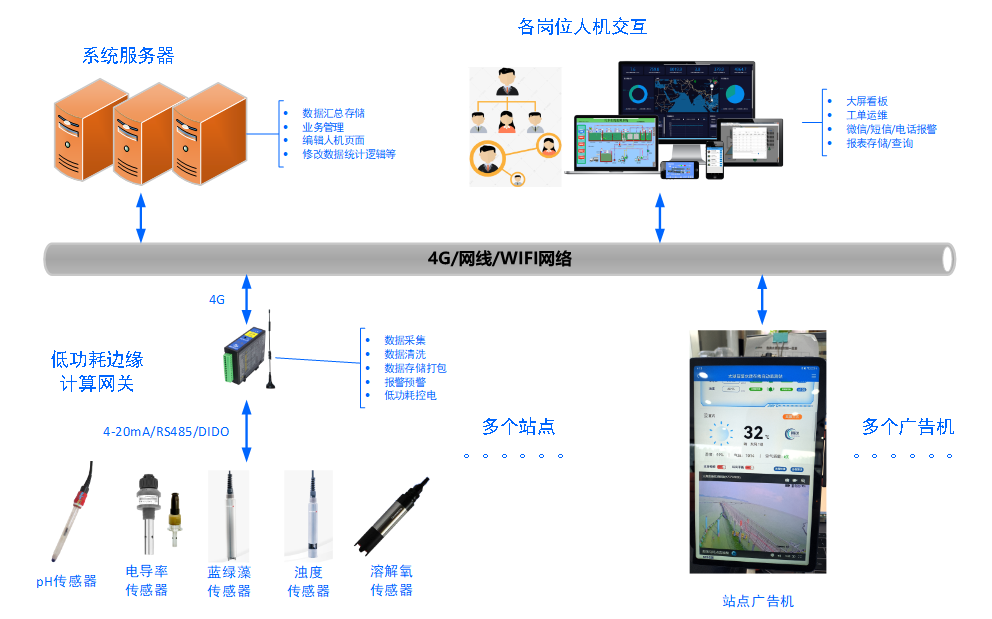 各岗位人机交互
系统服务器
数据汇总存储
业务管理
编辑人机页面
修改数据统计逻辑等
大屏看板
工单运维
微信/短信/电话报警
报表存储/查询
4G/网线/WIFI网络
4G
低功耗边缘
计算网关
数据采集
数据清洗
数据存储打包
报警预警
低功耗控电
4-20mA/RS485/DIDO
多个站点
多个广告机
32
pH传感器
电导率
传感器
蓝绿藻
传感器
浊度
传感器
溶解氧
传感器
站点广告机